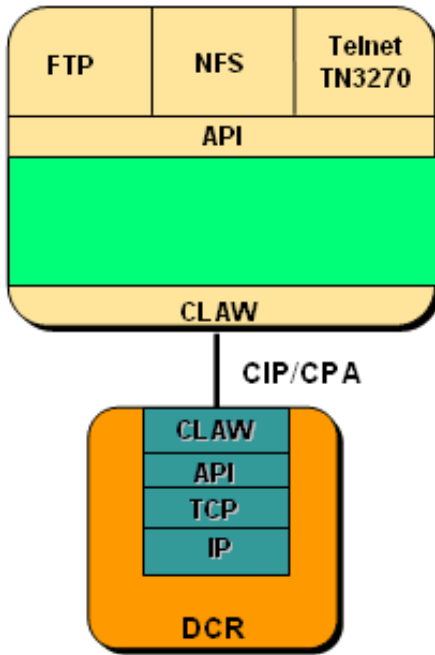 FTP
NFS
Telnet
TN3270
API
CLAW
CIP/CPA
CLAW
API
TCP
IP
DCR